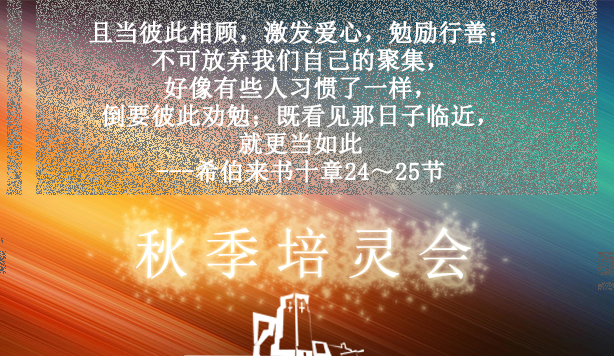 且当彼此相顾，激发爱心，勉励行善；
不可放弃我们自己的聚集，
好像有些人习惯了一样，
倒要彼此劝勉；既看见那日子临近，
就更当如此
---希伯来书十章24～25节
秋季培灵会